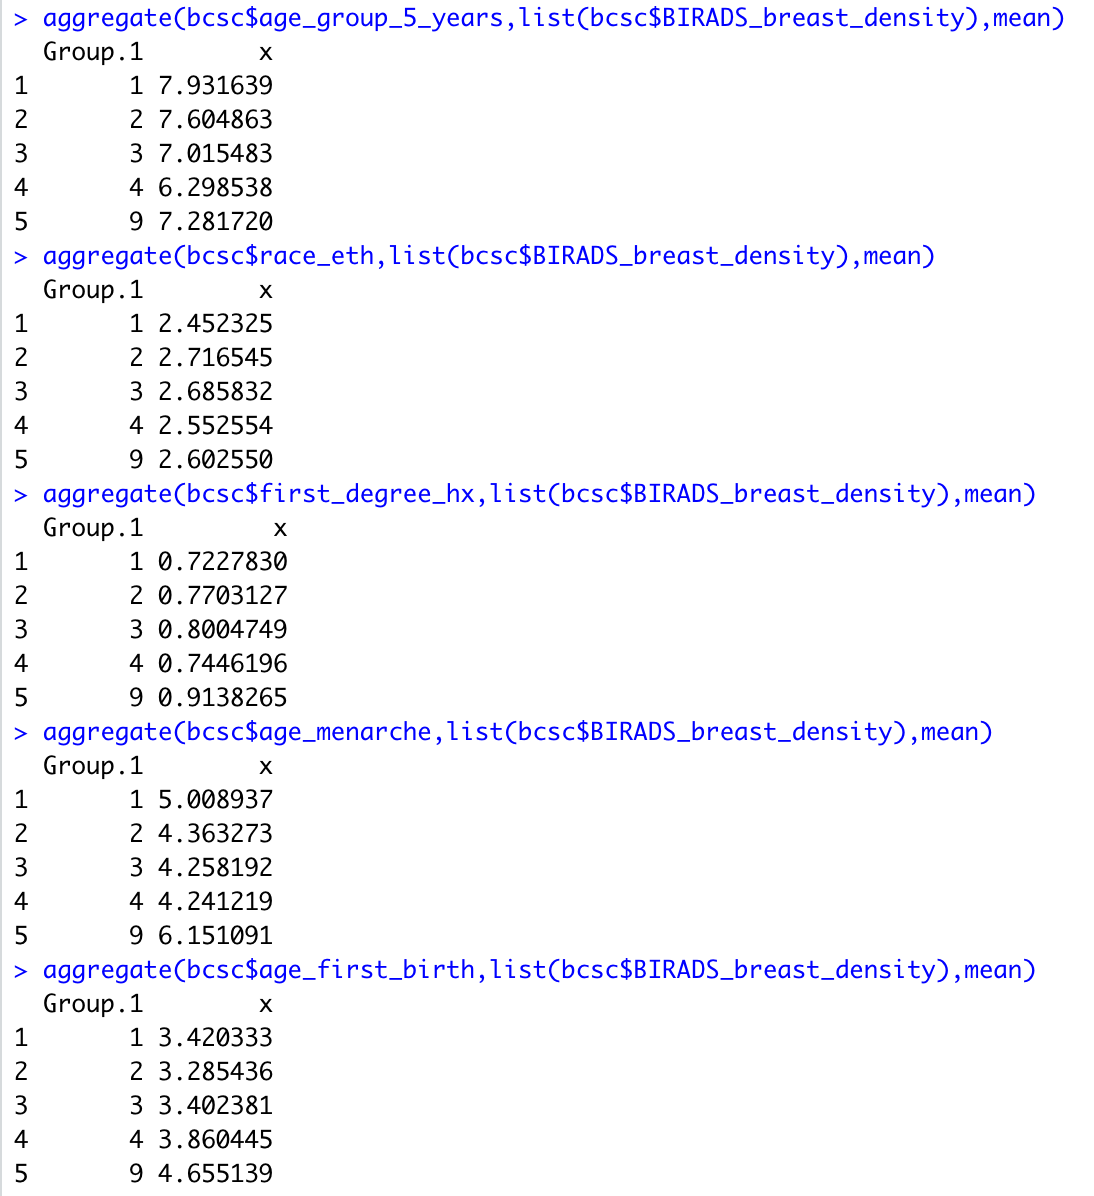 > aggregate(bcsc$age_group_5_years,list(bcsc$BIRADS_breast_density),mean)
  Group.1        x
1       1 7.931639
2       2 7.604863
3       3 7.015483
4       4 6.298538
5       9 7.281720
> aggregate(bcsc$race_eth,list(bcsc$BIRADS_breast_density),mean)
  Group.1        x
1       1 2.452325
2       2 2.716545
3       3 2.685832
4       4 2.552554
5       9 2.602550
> aggregate(bcsc$first_degree_hx,list(bcsc$BIRADS_breast_density),mean)
  Group.1         x
1       1 0.7227830
2       2 0.7703127
3       3 0.8004749
4       4 0.7446196
5       9 0.9138265
> aggregate(bcsc$age_menarche,list(bcsc$BIRADS_breast_density),mean)
  Group.1        x
1       1 5.008937
2       2 4.363273
3       3 4.258192
4       4 4.241219
5       9 6.151091
> aggregate(bcsc$age_first_birth,list(bcsc$BIRADS_breast_density),mean)
  Group.1        x
1       1 3.420333
2       2 3.285436
3       3 3.402381
4       4 3.860445
5       9 4.655139